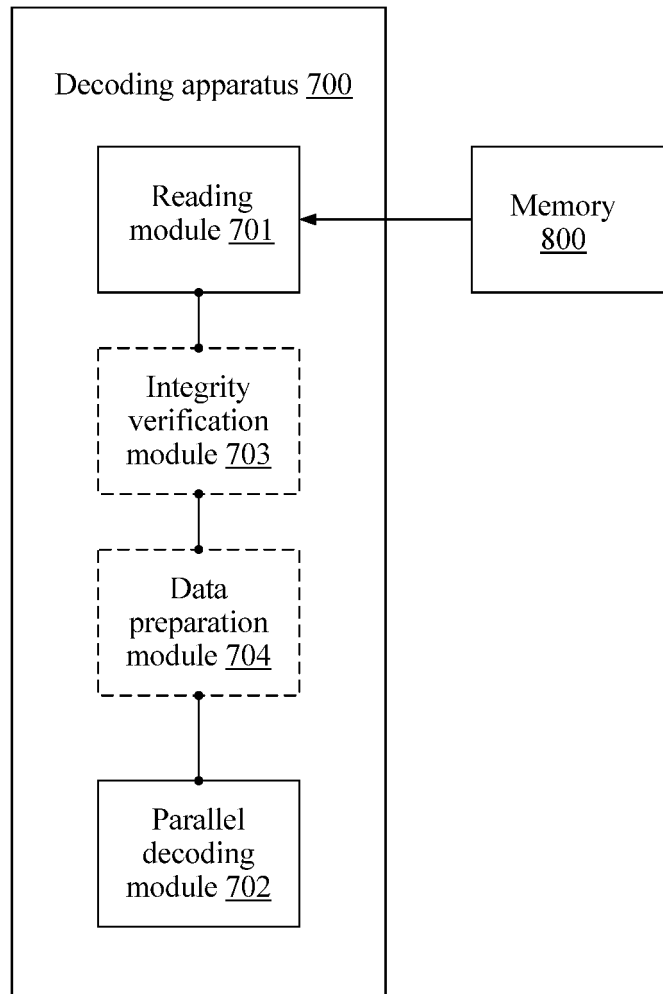 Decoding apparatus 700
Reading
module 701
Memory
800
Integrity
verification
module 703
Data
preparation
module 704
Parallel
decoding
module 702